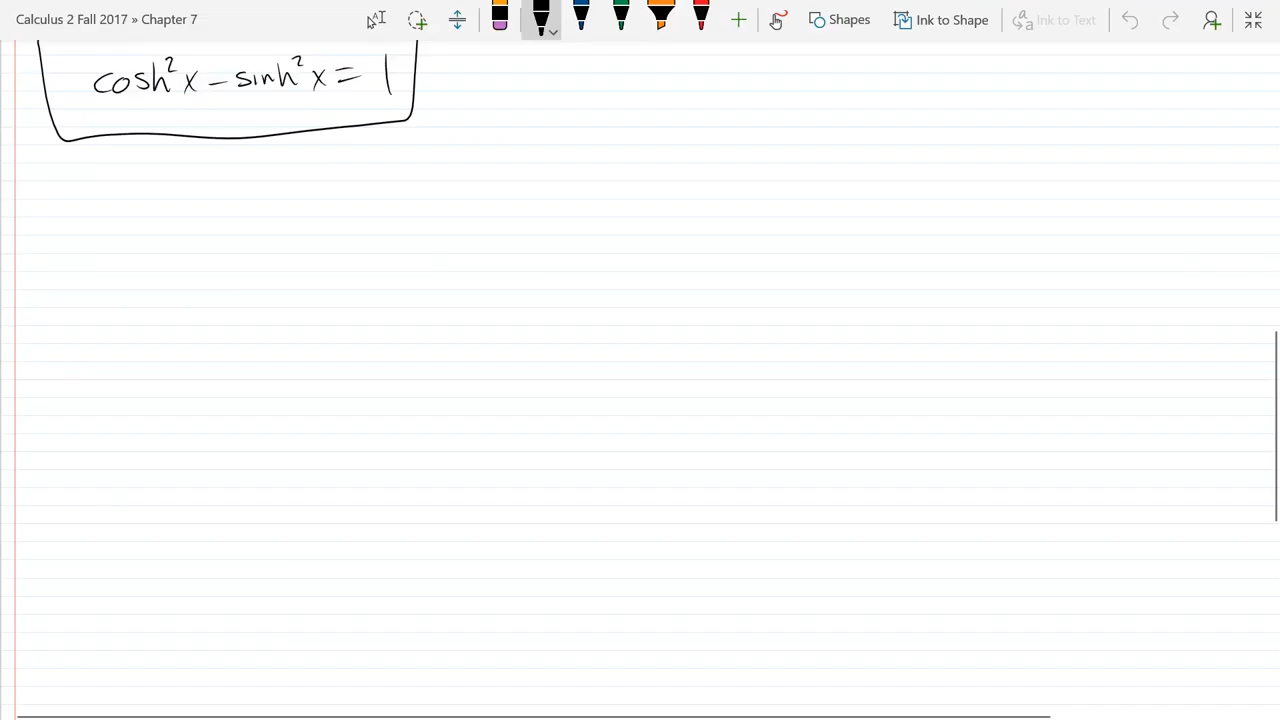 Calculus 2 Fall 2017 » Chapter 7
Shapes
Ink to Shape
Ink to Text
cosh²x – sinh²x = 1